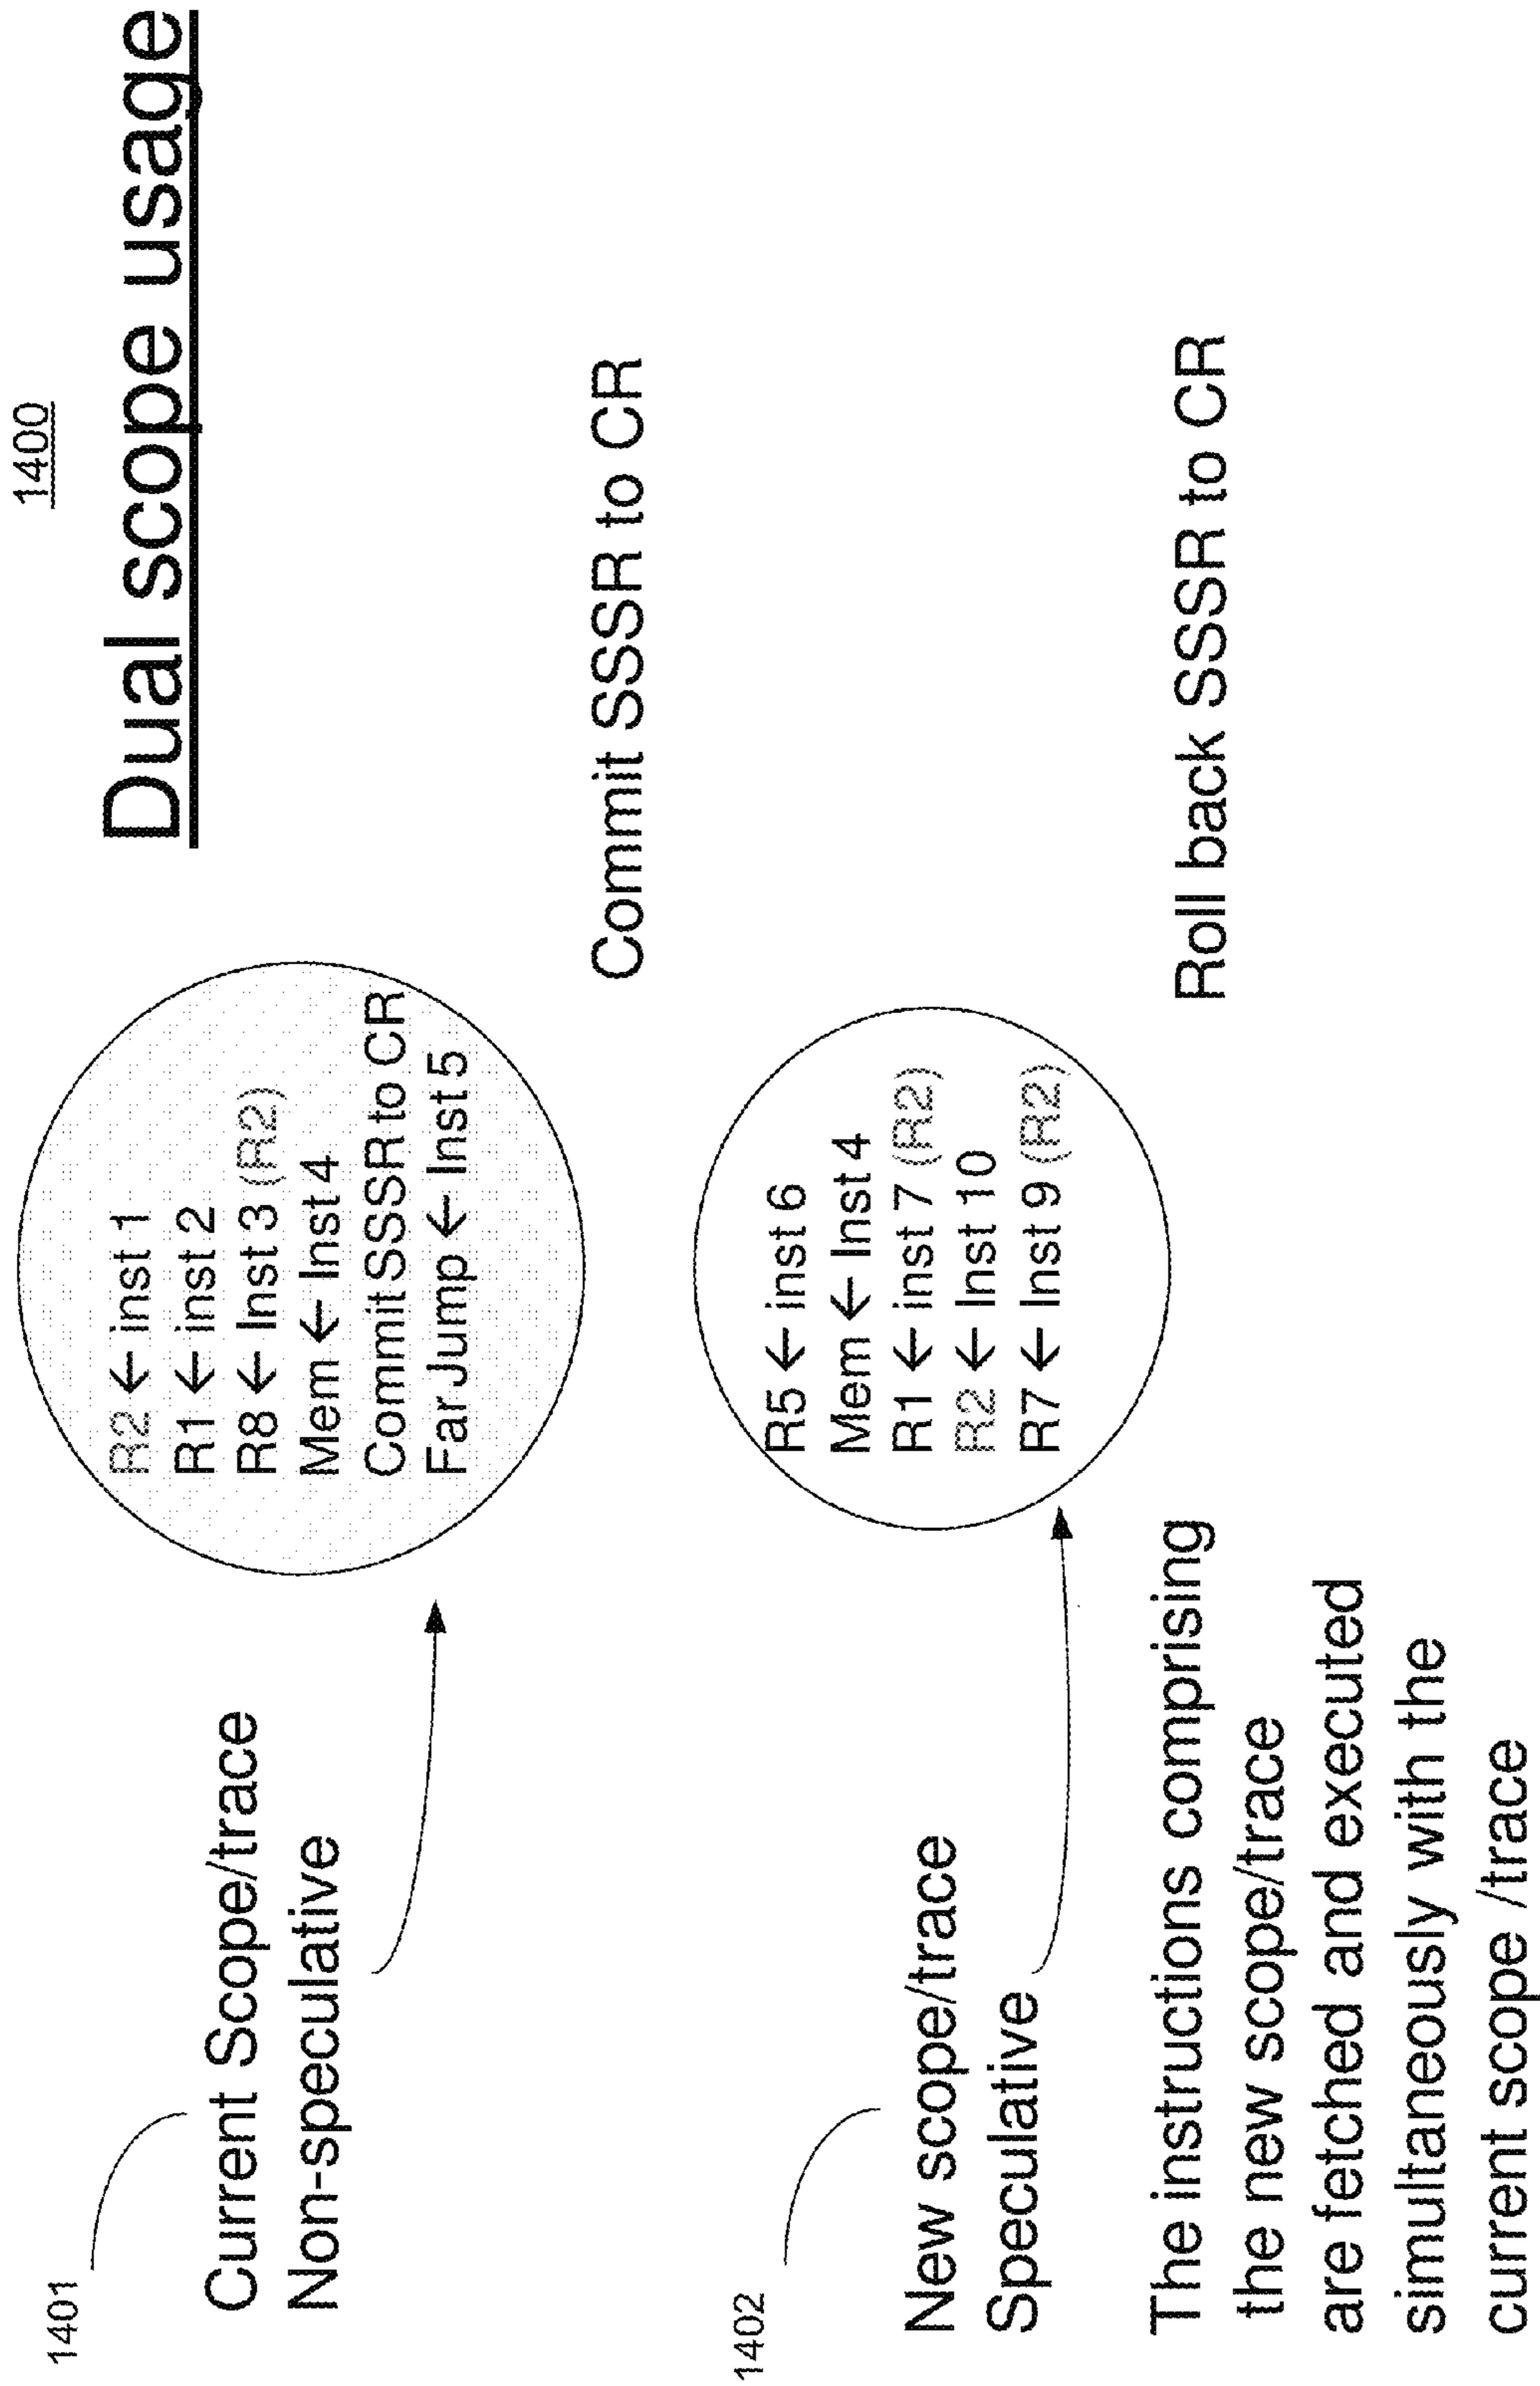 1400
Dual scope usage
1401
Current Scope/trace
Non-speculative
R2 ← inst 1
R1 ← inst 2
R8 ← Inst 3 (R2)
Mem ← Inst 4
Commit SSSR to CR
Far Jump ← Inst 5
Commit SSSR to CR
1402
New scope/trace
Speculative
R5 ← inst 6
Mem ← Inst 4
R1 ← inst 7 (R2)
R2 ← Inst 10
R7 ← Inst 9 (R2)
Roll back SSSR to CR
The instructions comprising
the new scope/trace
are fetched and executed
simultaneously with the
current scope /trace